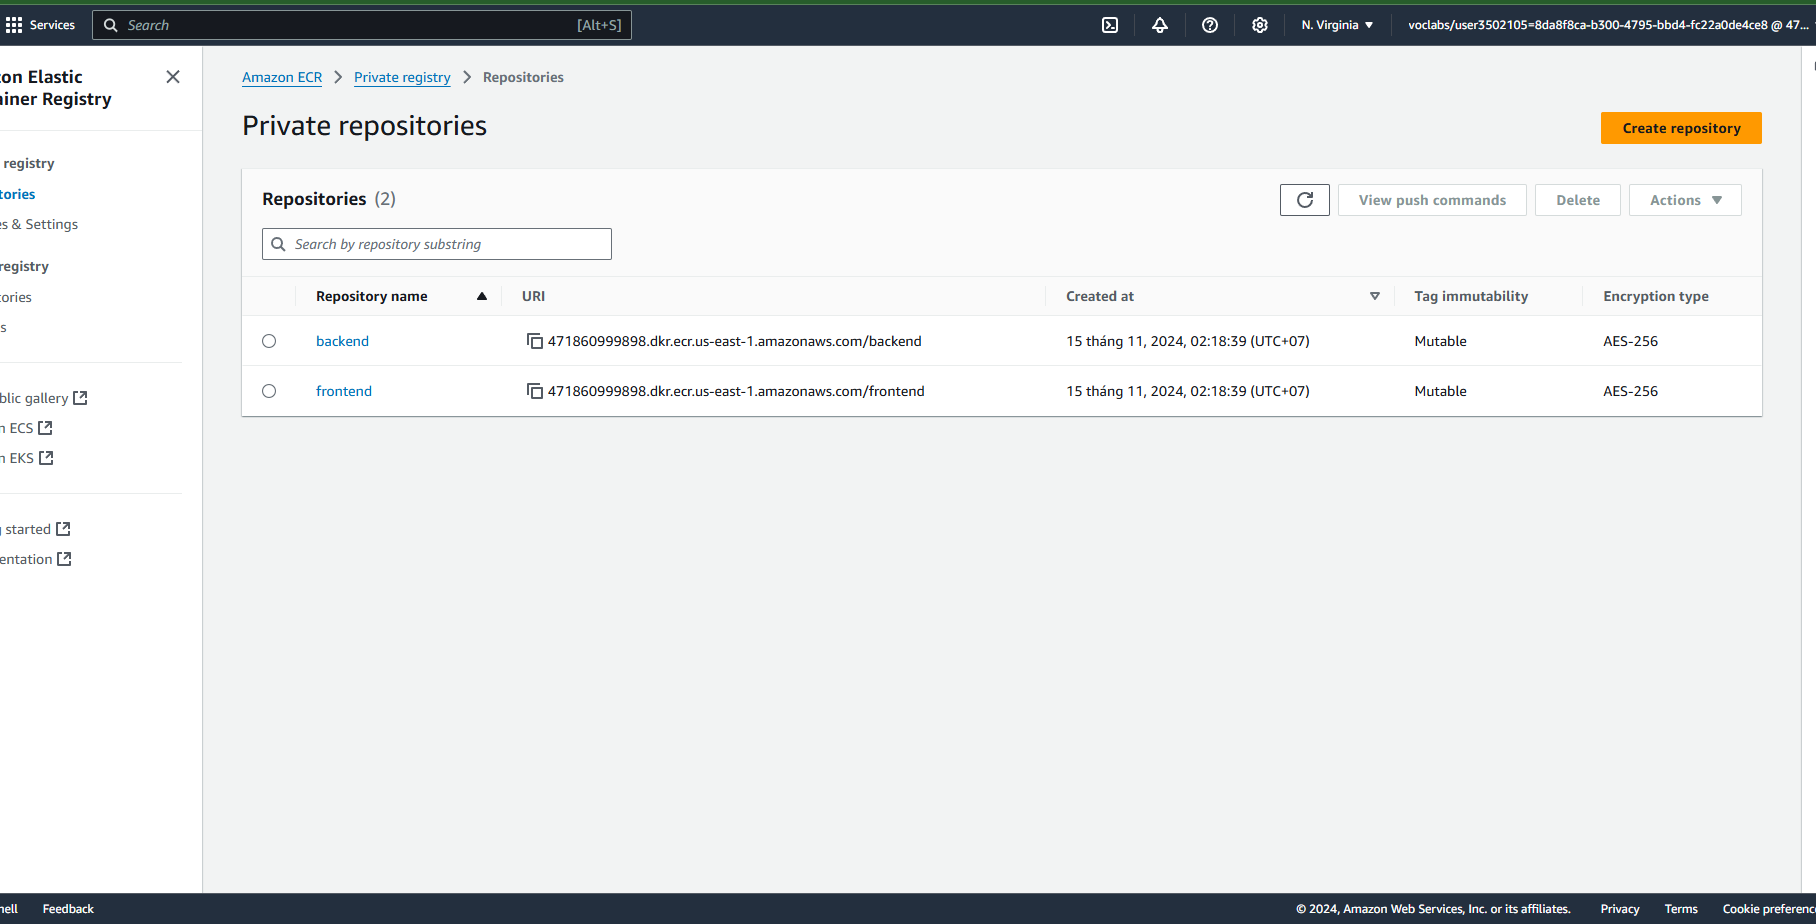 Services
Search
[Alt+S]
N. Virginia
voclabs/user3502105=8da8f8ca-b300-4795-bbd4-fc22a0de4ce8 @ 47...
on Elastic
iner Registry
registry
tories
es & Settings
registry
tories
s
blic gallery
n ECS
n EKS
g started
entation
Amazon ECR
Private registry
Repositories
Private repositories
Create repository
Repositories (2)
View push commands
Delete
Actions
Search by repository substring
Repository name
URI
Created at
Tag immutability
Encryption type
backend
471860999898.dkr.ecr.us-east-1.amazonaws.com/backend
15 tháng 11, 2024, 02:18:39 (UTC+07)
Mutable
AES-256
frontend
471860999898.dkr.ecr.us-east-1.amazonaws.com/frontend
15 tháng 11, 2024, 02:18:39 (UTC+07)
Mutable
AES-256
hell
Feedback
© 2024, Amazon Web Services, Inc. or its affiliates.
Privacy
Terms
Cookie preferenc